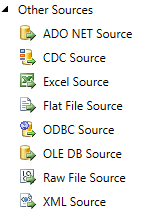 Other Sources
ADO NET Source
CDC Source
Excel Source
Flat File Source
ODBC Source
OLE DB Source
Raw File Source
XML Source